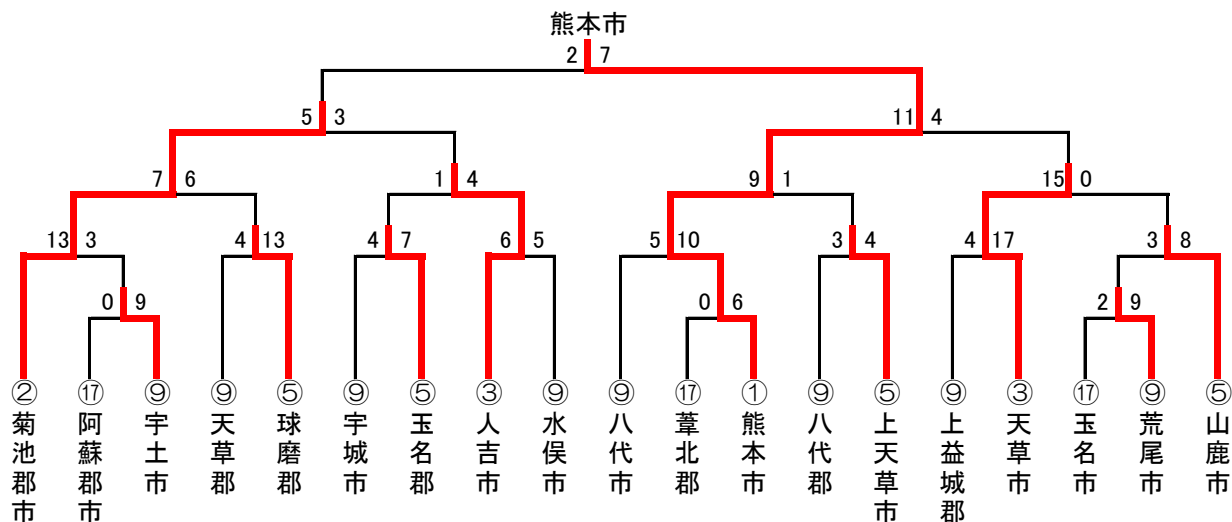 熊本市
2 7
5 3
11 4
7 6
1 4
9 1
15 0
13 3
4 13
4 7
6 5
5 10
3 4
4 17
3 8
0 9
0 6
2 9
② 菊池郡市
⑰ 阿蘇郡市
⑨ 宇土市
⑨ 天草郡
⑤ 球磨郡
⑨ 宇城市
⑤ 玉名郡
③ 人吉市
⑨ 水俣市
⑨ 八代市
⑰ 葦北郡
① 熊本市
⑨ 八代郡
⑤ 上天草市
⑨ 上益城郡
③ 天草市
⑰ 玉名市
⑨ 荒尾市
⑤ 山鹿市